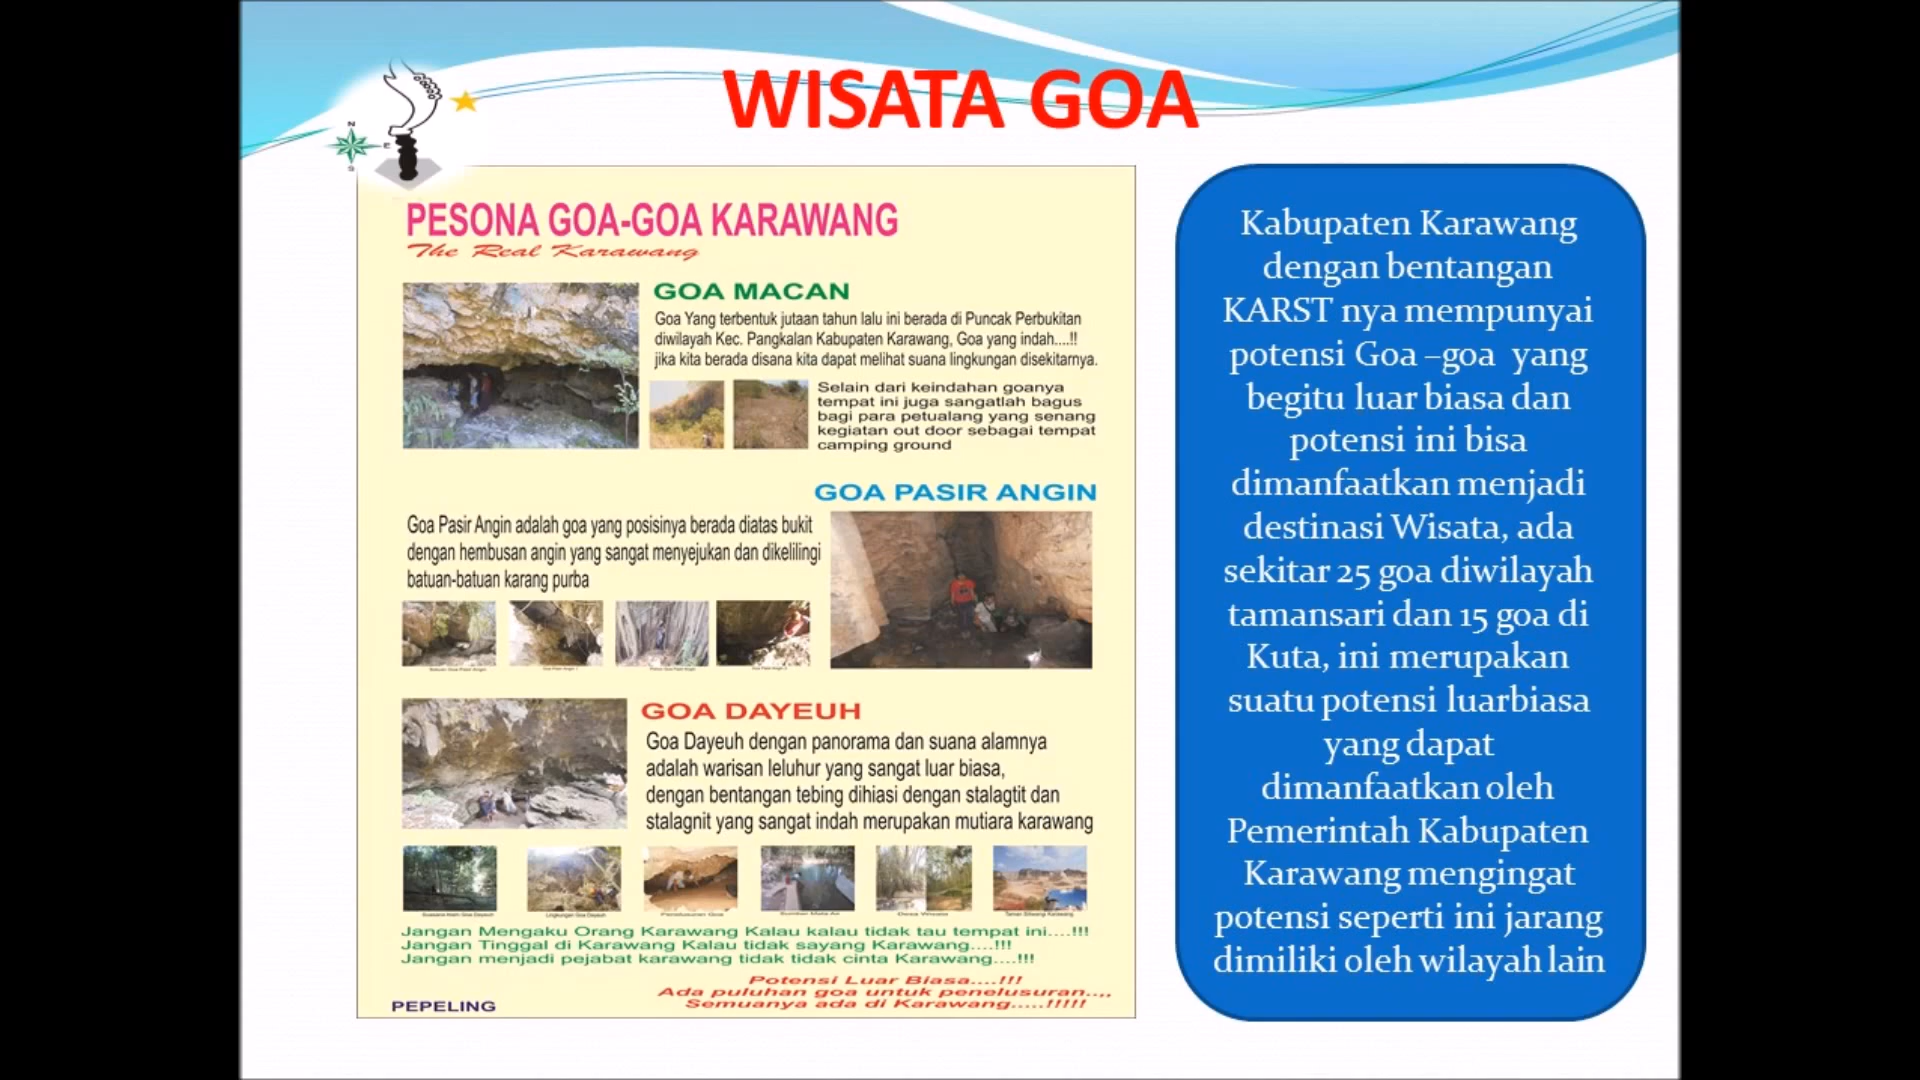 WISATA GOA
N
E
S
PESONA GOA-GOA KARAWANG
The Real Karawang
GOA MACAN
Goa Yang terbentuk jutaan tahun lalu ini berada di Puncak Perbukitan
diwilayah Kec. Pangkalan Kabupaten Karawang, Goa yang indah....!!
jika kita berada disana kita dapat melihat suana lingkungan disekitarnya.
Selain dari keindahan goanya
tempat ini juga sangatlah bagus
bagi para petualang yang senang
kegiatan out door sebagai tempat
camping ground
GOA PASIR ANGIN
Goa Pasir Angin adalah goa yang posisinya berada diatas bukit
dengan hembusan angin yang sangat menyejukan dan dikelilingi
batuan-batuan karang purba
GOA DAYEUH
Goa Dayeuh dengan panorama dan suana alamnya
adalah warisan leluhur yang sangat luar biasa,
dengan bentangan tebing dihiasi dengan stalagtit dan
stalagnit yang sangat indah merupakan mutiara karawang
Lingkungan Goa Dayeuh
Penelusuran Goa
Sumber Mata Air
Desa Wisata
Jangan Mengaku Orang Karawang Kalau kalau tidak tau tempat ini....!!!
Jangan Tinggal di Karawang Kalau tidak sayang Karawang....!!!
Jangan menjadi pejabat karawang tidak tidak cinta Karawang....!!!
Potensi Luar Biasa....!!!
Ada puluhan goa untuk penelusuran..,,
Semuanya ada di Karawang.....!!!!!
PEPELING
Kabupaten Karawang
dengan bentangan
KARST nya mempunyai
potensi Goa –goa yang
begitu luar biasa dan
potensi ini bisa
dimanfaatkan menjadi
destinasi Wisata, ada
sekitar 25 goa diwilayah
tamansari dan 15 goa di
Kuta, ini merupakan
suatu potensi luarbiasa
yang dapat
dimanfaatkan oleh
Pemerintah Kabupaten
Karawang mengingat
potensi seperti ini jarang
dimiliki oleh wilayah lain